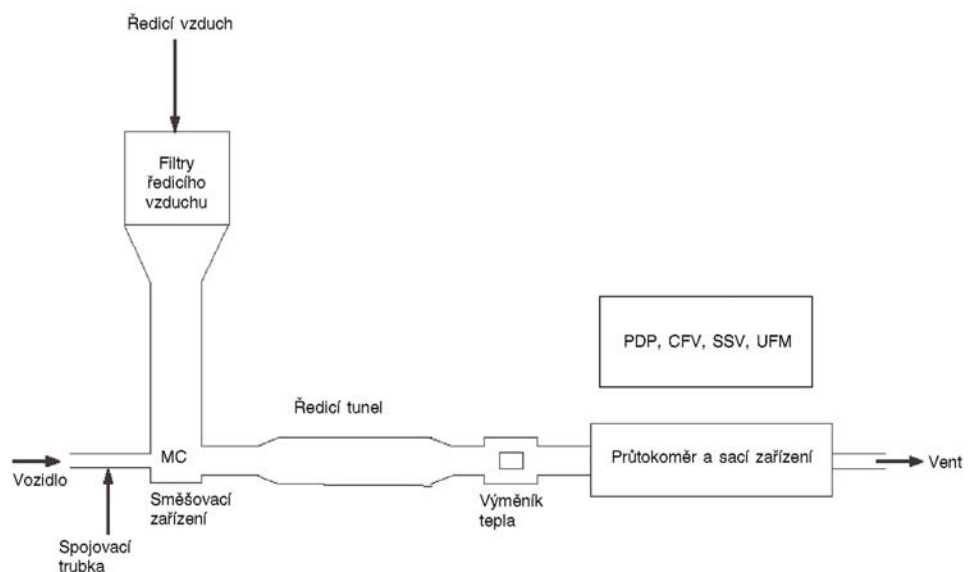 Ředicí vzduch
Filtry
ředicího
vzduchu
PDP, CFV, SSV, UFM
Ředicí tunel
MC
Průtokoměr a sací zařízení
Vent
Vozidlo
Směšovací
zařízení
Výměník
tepla
Spojovací
trubka